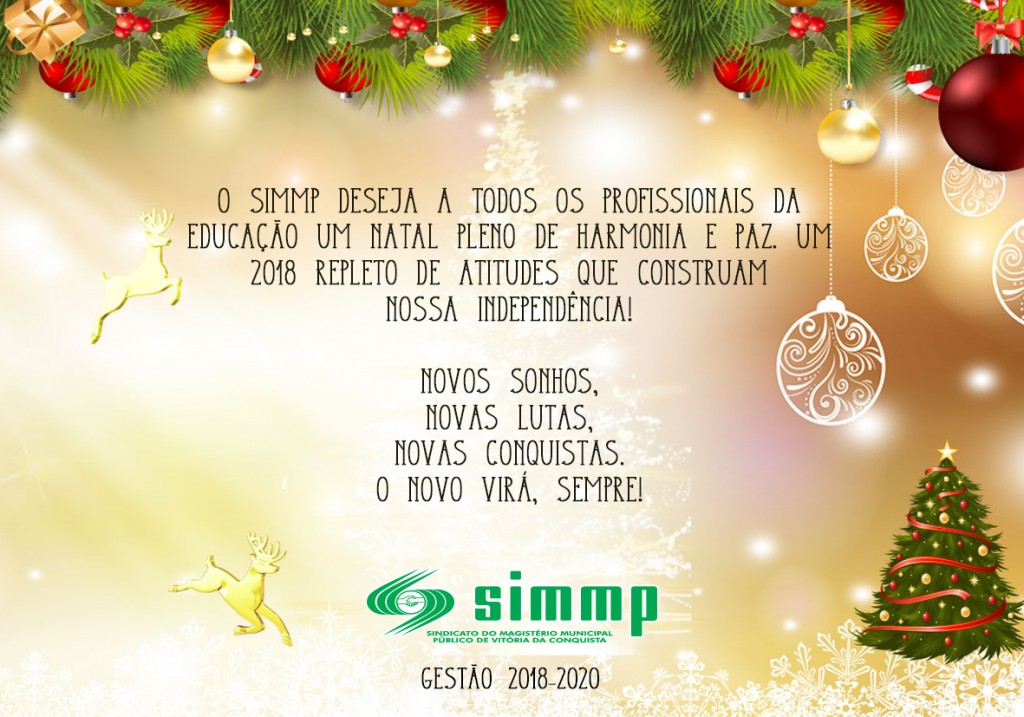 O SIMMP DESEJA A TODOS OS PROFISSIONAIS DA
EDUCAÇÃO UM NATAL PLENO DE HARMONIA E PAZ. UM
2018 REPLETO DE ATITUDES QUE CONSTRUAM
NOSSA INDEPENDÊNCIA!
NOVOS SONHOS,
NOVAS LUTAS,
NOVAS CONQUISTAS.
O NOVO VIRÁ, SEMPRE!
simmp
SINDICATO DO MAGISTÉRIO MUNICIPAL
PÚBLICO DE VITÓRIA DA CONQUISTA
GESTÃO 2018-2020